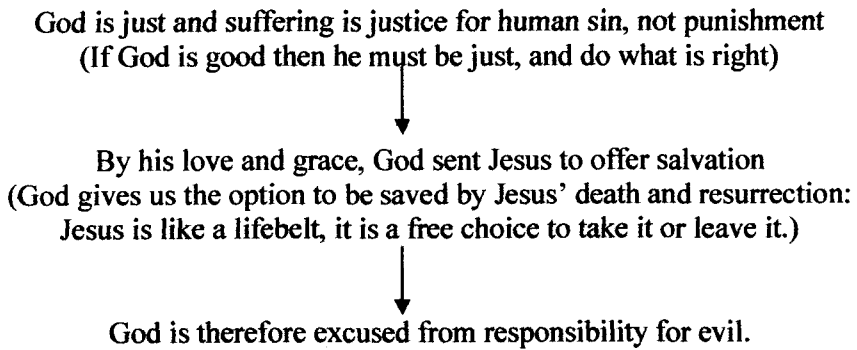 God is just and suffering is justice for human sin, not punishment
(If God is good then he must be just, and do what is right)
By his love and grace, God sent Jesus to offer salvation
(God gives us the option to be saved by Jesus’ death and resurrection:
Jesus is like a lifebelt, it is a free choice to take it or leave it.)
God is therefore excused from responsibility for evil.